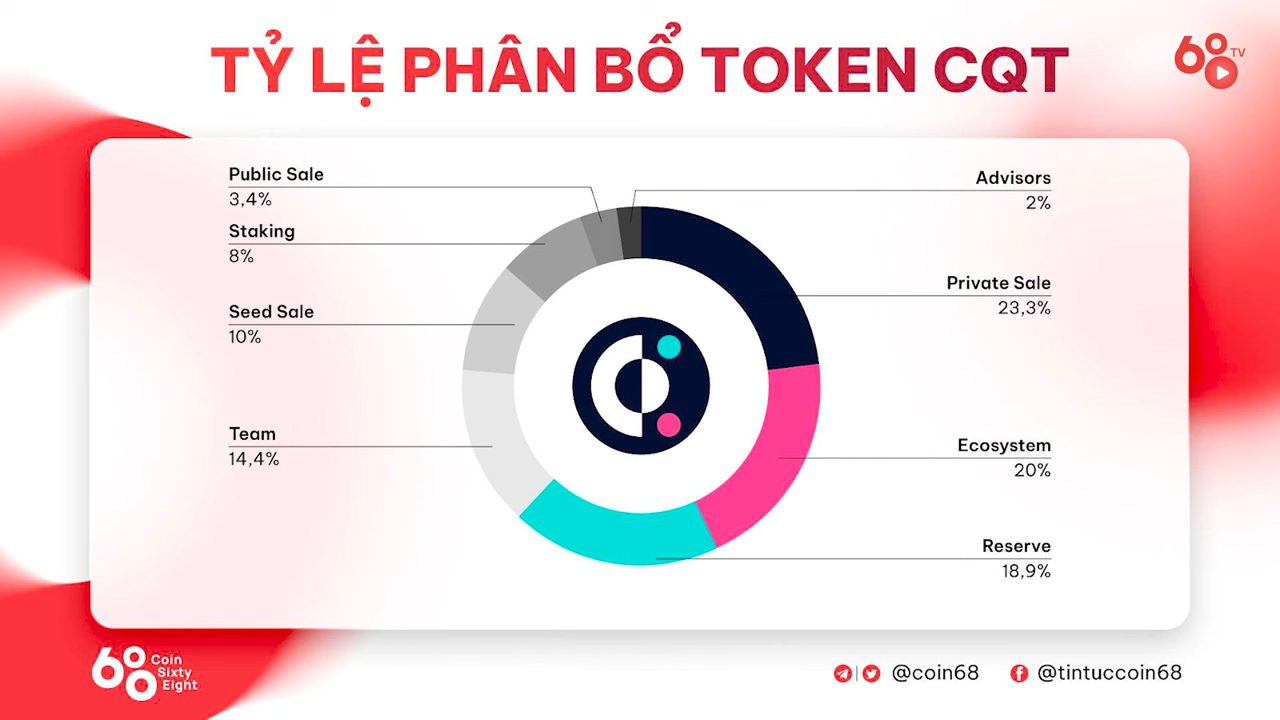 TỶ LỆ PHÂN BỔ TOKEN CQT
68 TV
Public Sale
3,4%
Staking
8%
Seed Sale
10%
Team
14,4%
Advisors
2%
Private Sale
23,3%
Ecosystem
20%
Reserve
18,9%
68 Coin
Sixty
Eight
@coin68
@tintuccoin68